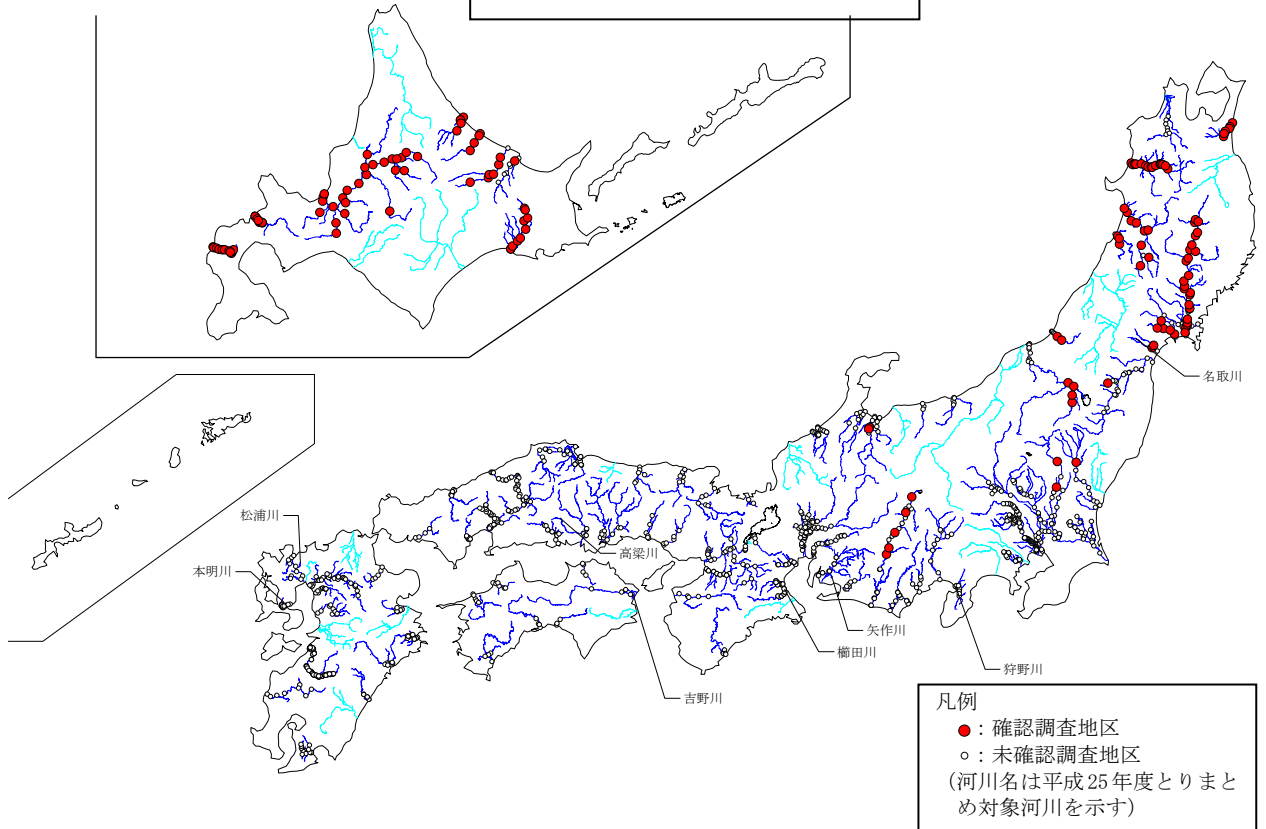 名取川
松浦川
高梁川
本明川
矢作川
櫛田川
狩野川
吉野川
凡例
●：確認調査地区
○：未確認調査地区
(河川名は平成25年度とりまと
め対象河川を示す)